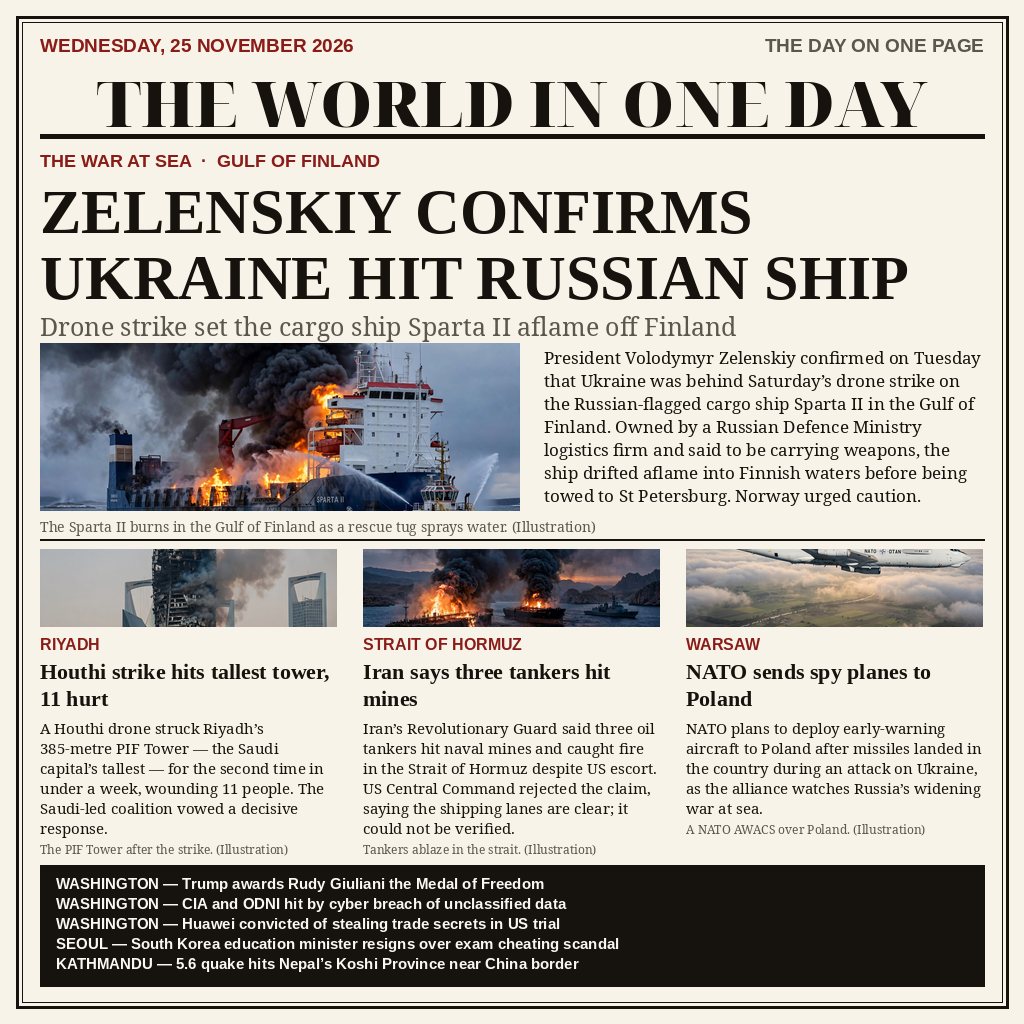 WEDNESDAY, 25 NOVEMBER 2026
THE DAY ON ONE PAGE
THE WORLD IN ONE DAY
THE WAR AT SEA · GULF OF FINLAND
ZELENSKIY CONFIRMS
UKRAINE HIT RUSSIAN SHIP
Drone strike set the cargo ship Sparta II aflame off Finland
SPARTA II
President Volodymyr Zelenskiy confirmed on Tuesday
that Ukraine was behind Saturday’s drone strike on
the Russian-flagged cargo ship Sparta II in the Gulf of
Finland. Owned by a Russian Defence Ministry
logistics firm and said to be carrying weapons, the
ship drifted aflame into Finnish waters before being
towed to St Petersburg. Norway urged caution.
The Sparta II burns in the Gulf of Finland as a rescue tug sprays water. (Illustration)
RIYADH
Houthi strike hits tallest tower,
11 hurt
A Houthi drone struck Riyadh’s
385-metre PIF Tower — the Saudi
capital’s tallest — for the second time in
under a week, wounding 11 people. The
Saudi-led coalition vowed a decisive
response.
The PIF Tower after the strike. (Illustration)
STRAIT OF HORMUZ
Iran says three tankers hit
mines
Iran’s Revolutionary Guard said three oil
tankers hit naval mines and caught fire
in the Strait of Hormuz despite US escort.
US Central Command rejected the claim,
saying the shipping lanes are clear; it
could not be verified.
Tankers ablaze in the strait. (Illustration)
NATO OTAN
WARSAW
NATO sends spy planes to
Poland
NATO plans to deploy early-warning
aircraft to Poland after missiles landed in
the country during an attack on Ukraine,
as the alliance watches Russia’s widening
war at sea.
A NATO AWACS over Poland. (Illustration)
WASHINGTON — Trump awards Rudy Giuliani the Medal of Freedom
WASHINGTON — CIA and ODNI hit by cyber breach of unclassified data
WASHINGTON — Huawei convicted of stealing trade secrets in US trial
SEOUL — South Korea education minister resigns over exam cheating scandal
KATHMANDU — 5.6 quake hits Nepal’s Koshi Province near China border